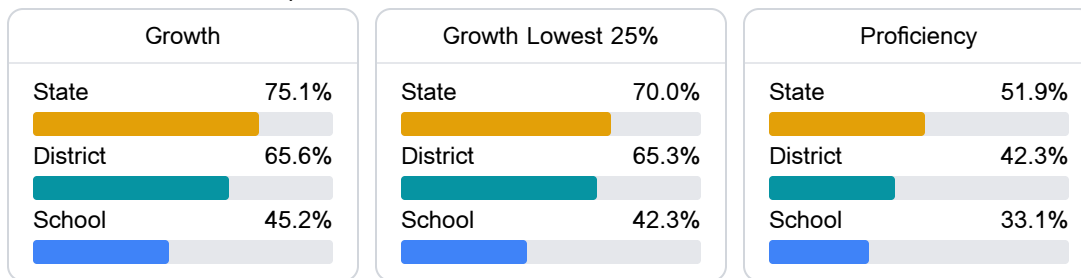 Growth
State 75.1%
District 65.6%
School 45.2%
Growth Lowest 25%
State 70.0%
District 65.3%
School 42.3%
Proficiency
State 51.9%
District 42.3%
School 33.1%